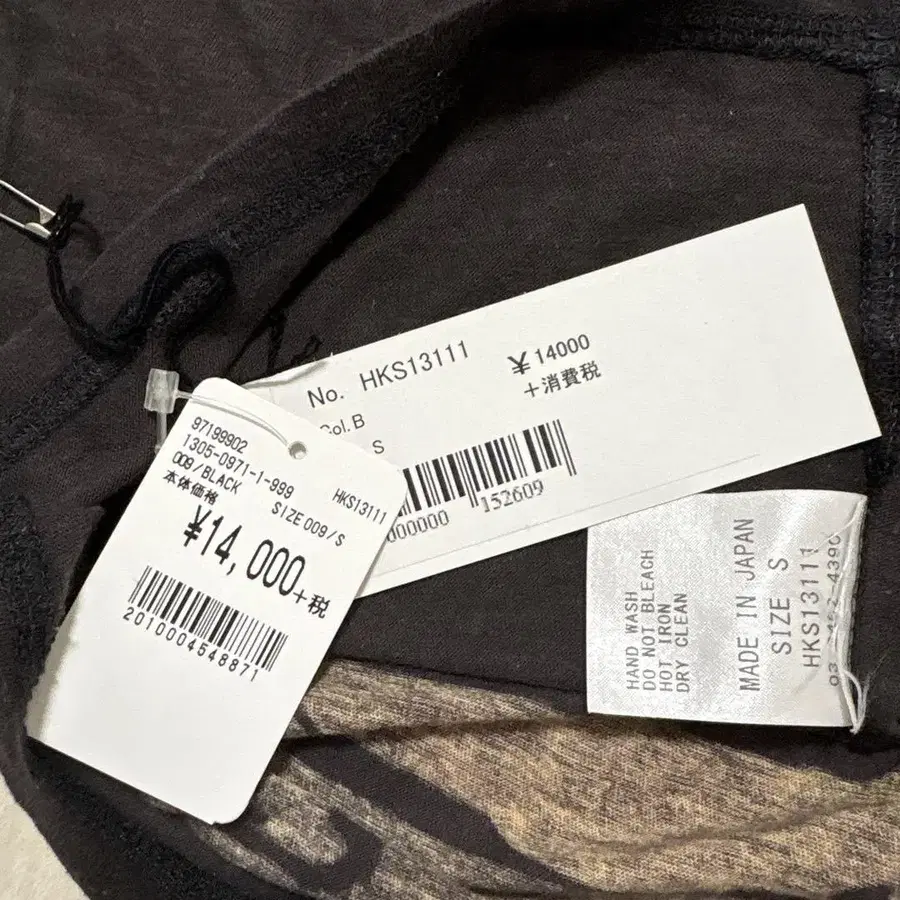 No. HKS13111
¥14000
+消費税
Col. B
S
000000
152609
97199902
1305-0971-1-999
009/BLACK
HKS13111
本体価格
SIZE 009/S
¥14,000+税
2010004548871
HAND WASH
DO NOT BLEACH
HOT IRON
DRY CLEAN
MADE IN JAPAN
SIZE S
HKS13111